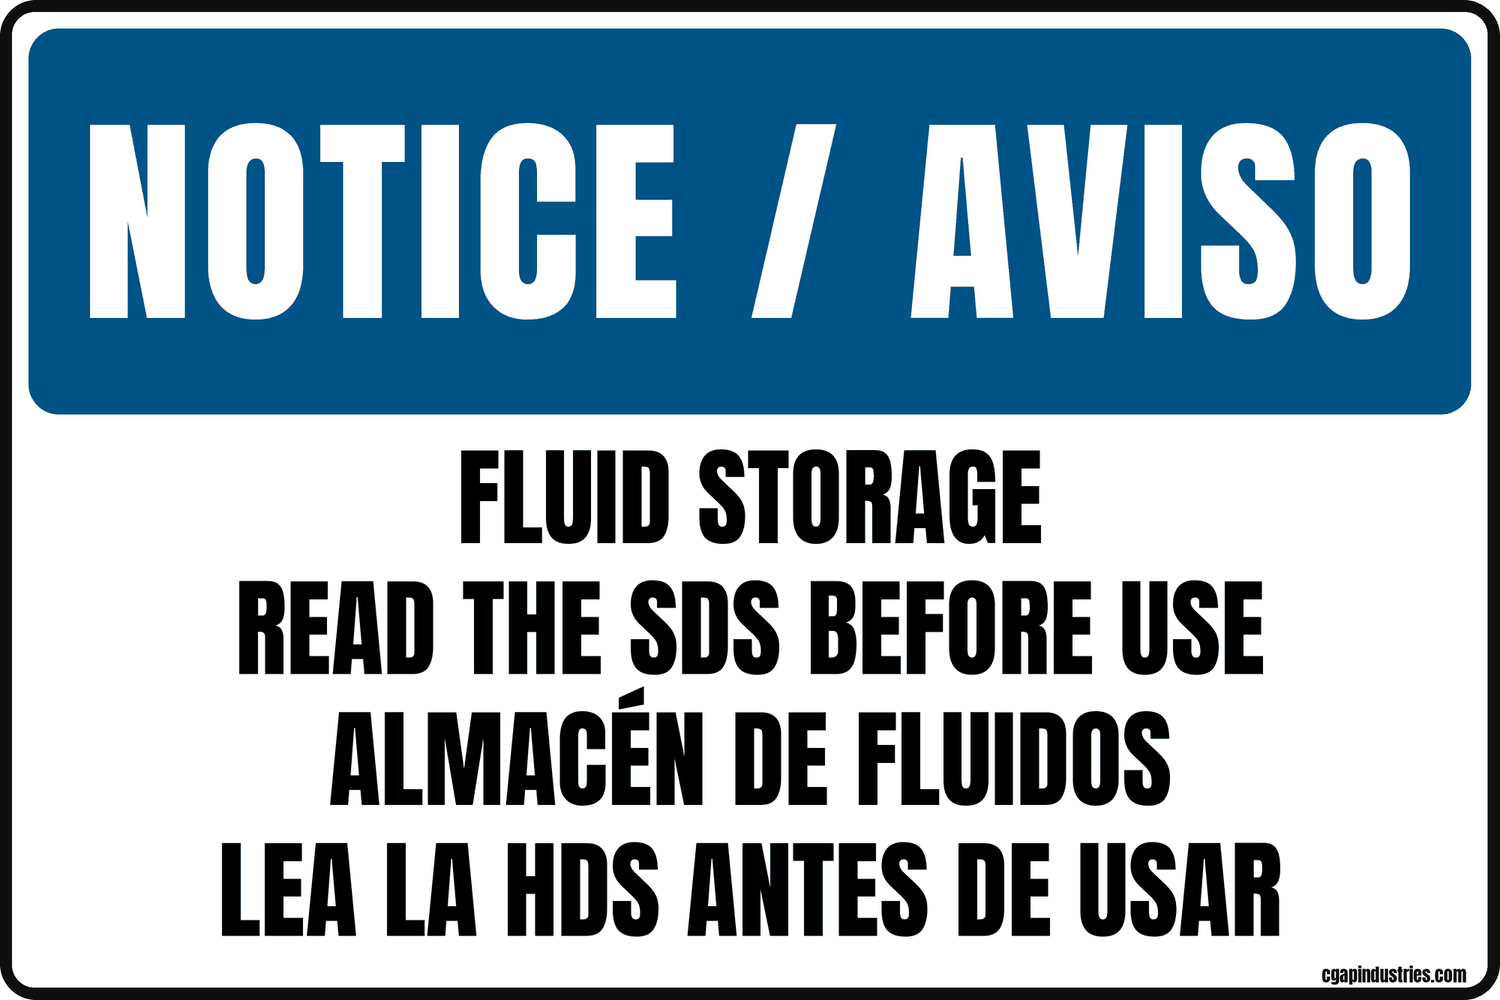 NOTICE / AVISO
FLUID STORAGE
READ THE SDS BEFORE USE
ALMACÉN DE FLUIDOS
LEA LA HDS ANTES DE USAR
cgapindustries.com